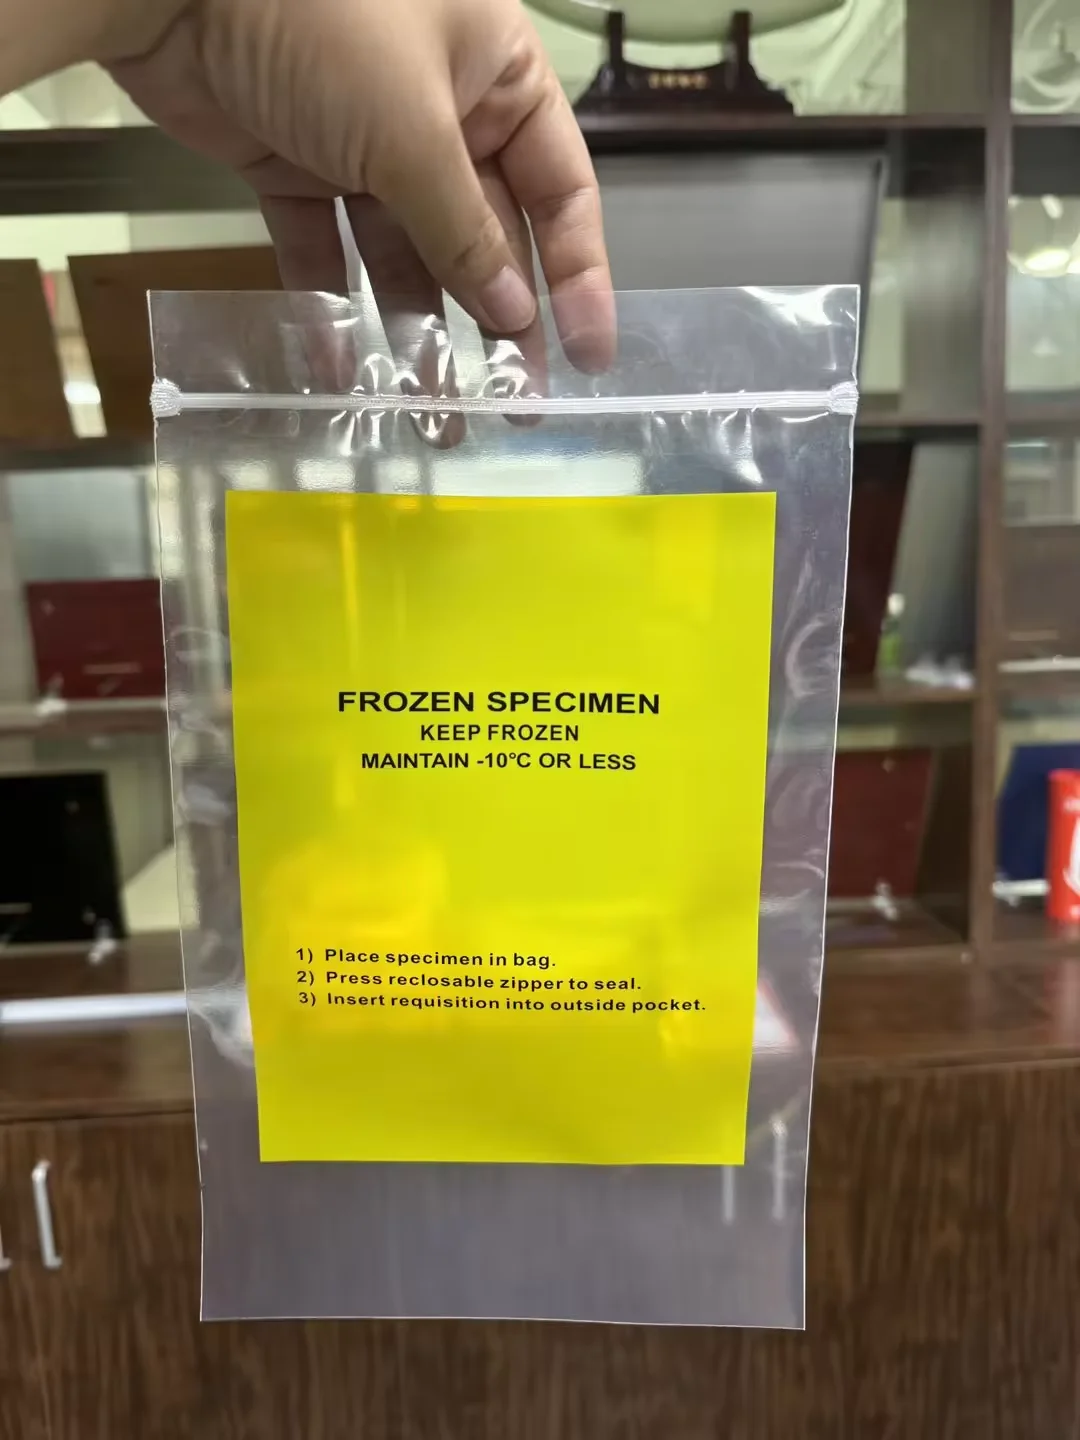 FROZEN SPECIMEN
KEEP FROZEN
MAINTAIN -10℃ OR LESS
1) Place specimen in bag.
2) Press reclosable zipper to seal.
3) Insert requisition into outside pocket.